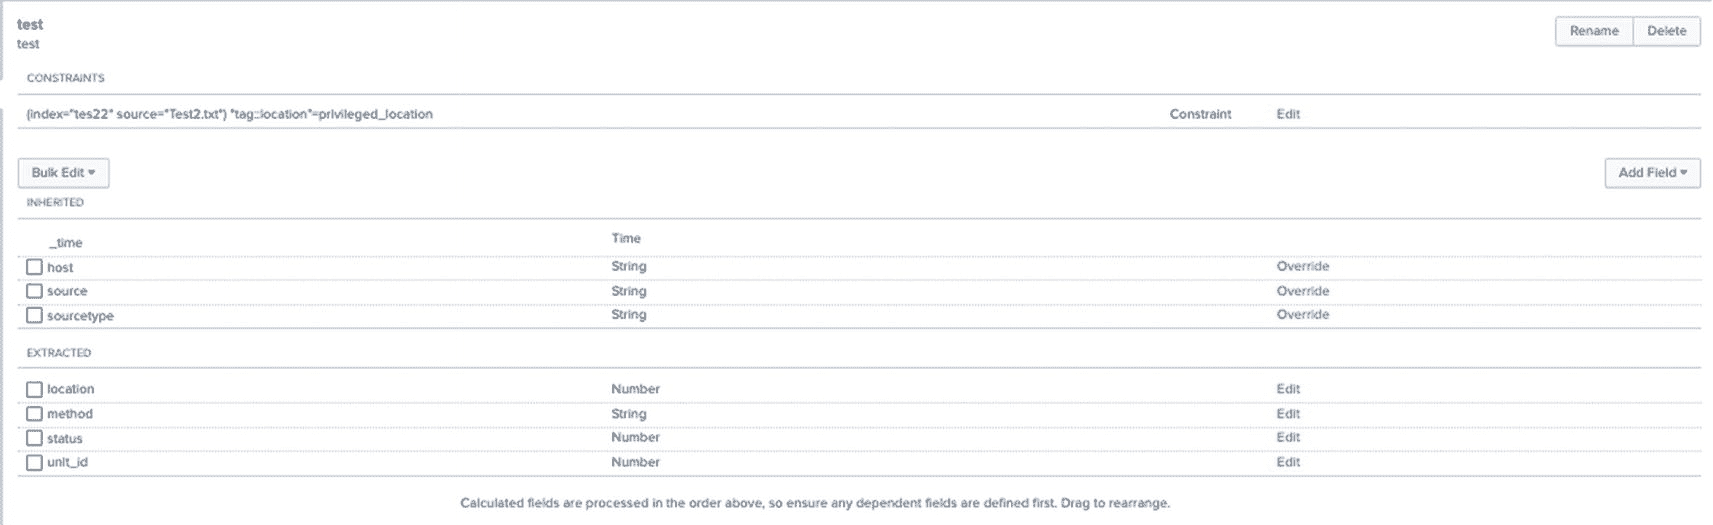 test
test
Rename Delete
CONSTRAINTS
(index="tes22" source="Test2.txt") "tag::location"=privileged_location Constraint Edit
Bulk Edit Add Field
INHERITED
_time Time
host String Override
source String Override
sourcetype String Override
EXTRACTED
location Number Edit
method String Edit
status Number Edit
unit_id Number Edit
Calculated fields are processed in the order above, so ensure any dependent fields are defined first. Drag to rearrange.